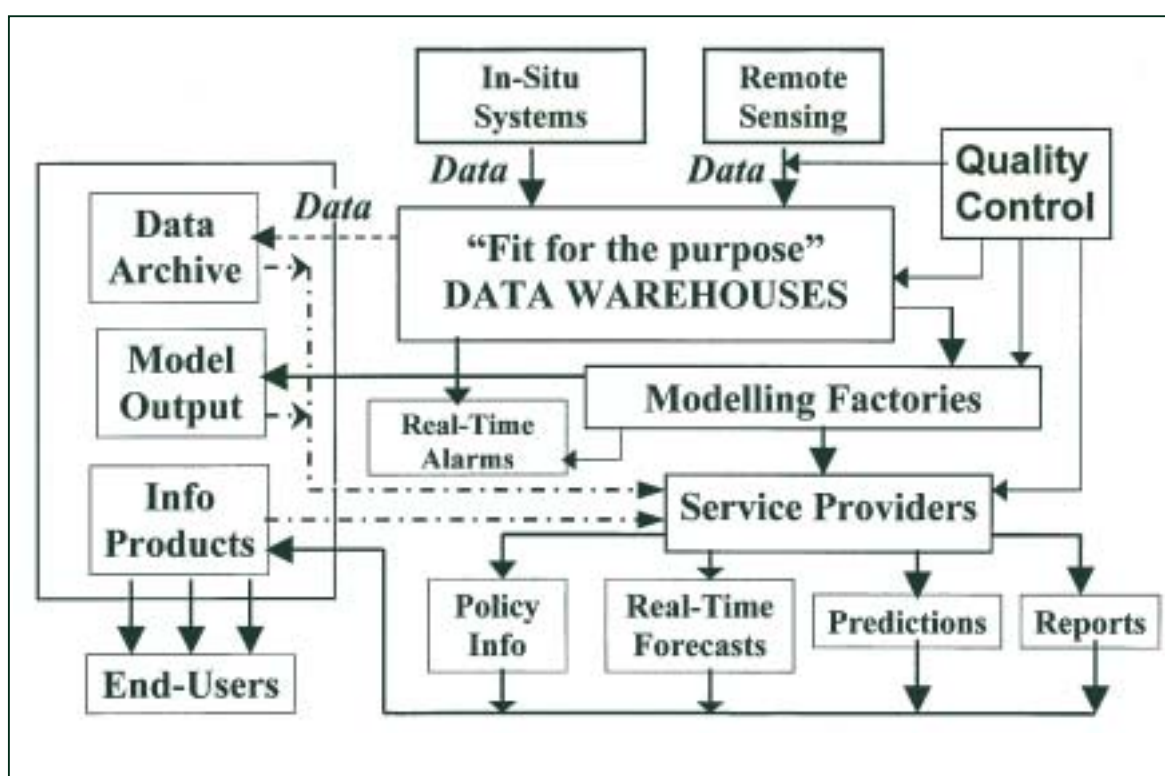 In-Situ
Systems
Remote
Sensing
Quality
Control
Data
Data
Data
Data
Archive
"Fit for the purpose"
DATA WAREHOUSES
Model
Output
Modelling Factories
Real-Time
Alarms
Info
Products
Service Providers
Policy
Info
Real-Time
Forecasts
Predictions
Reports
End-Users